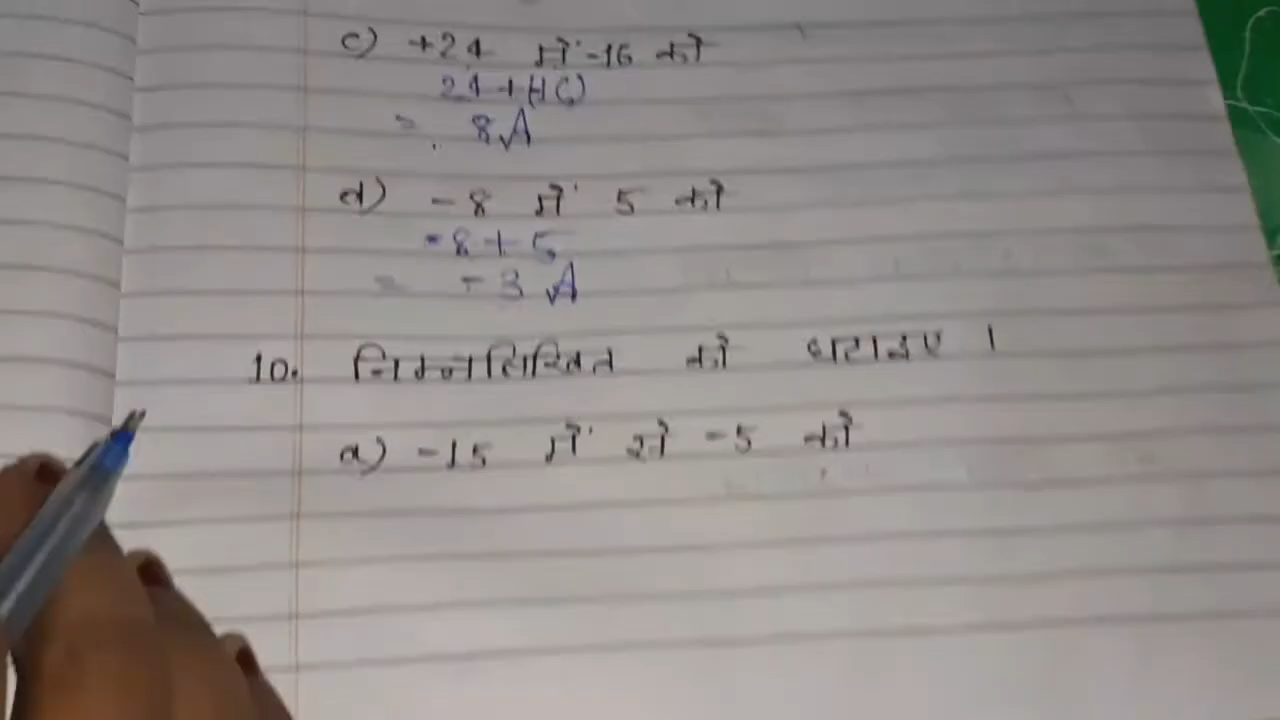 c) +24 में -16 को
24+(-16)
= 8 A
d) -8 में 5 को
-8+5
= -3 A
10. निम्नलिखित को घटाइए ।
a) -15 में से -5 को